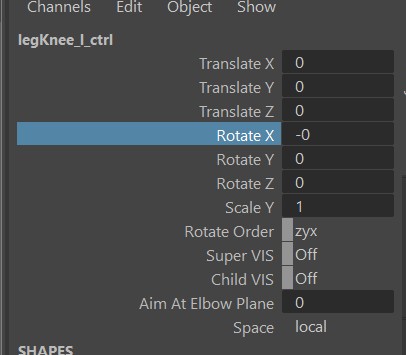 Channels Edit Object Show
legKnee_l_ctrl
Translate X 0
Translate Y 0
Translate Z 0
Rotate X -0
Rotate Y 0
Rotate Z 0
Scale Y 1
Rotate Order zyx
Super VIS Off
Child VIS Off
Aim At Elbow Plane 0
Space local
SHAPES